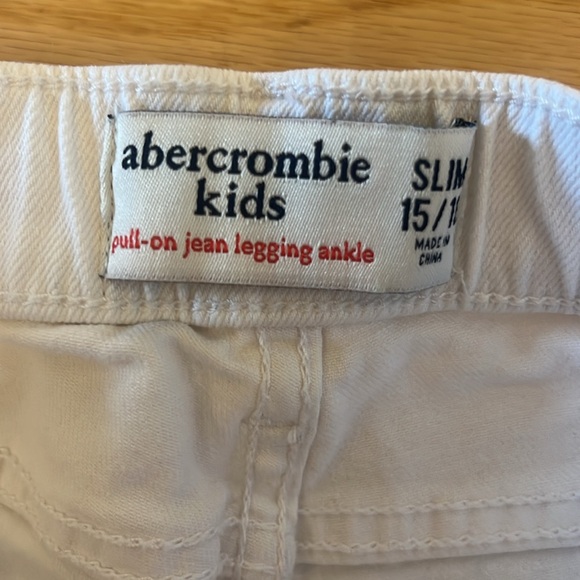 abercrombie
kids
pull-on jean legging ankle
SLIM
15/1
MADE IN
CHINA